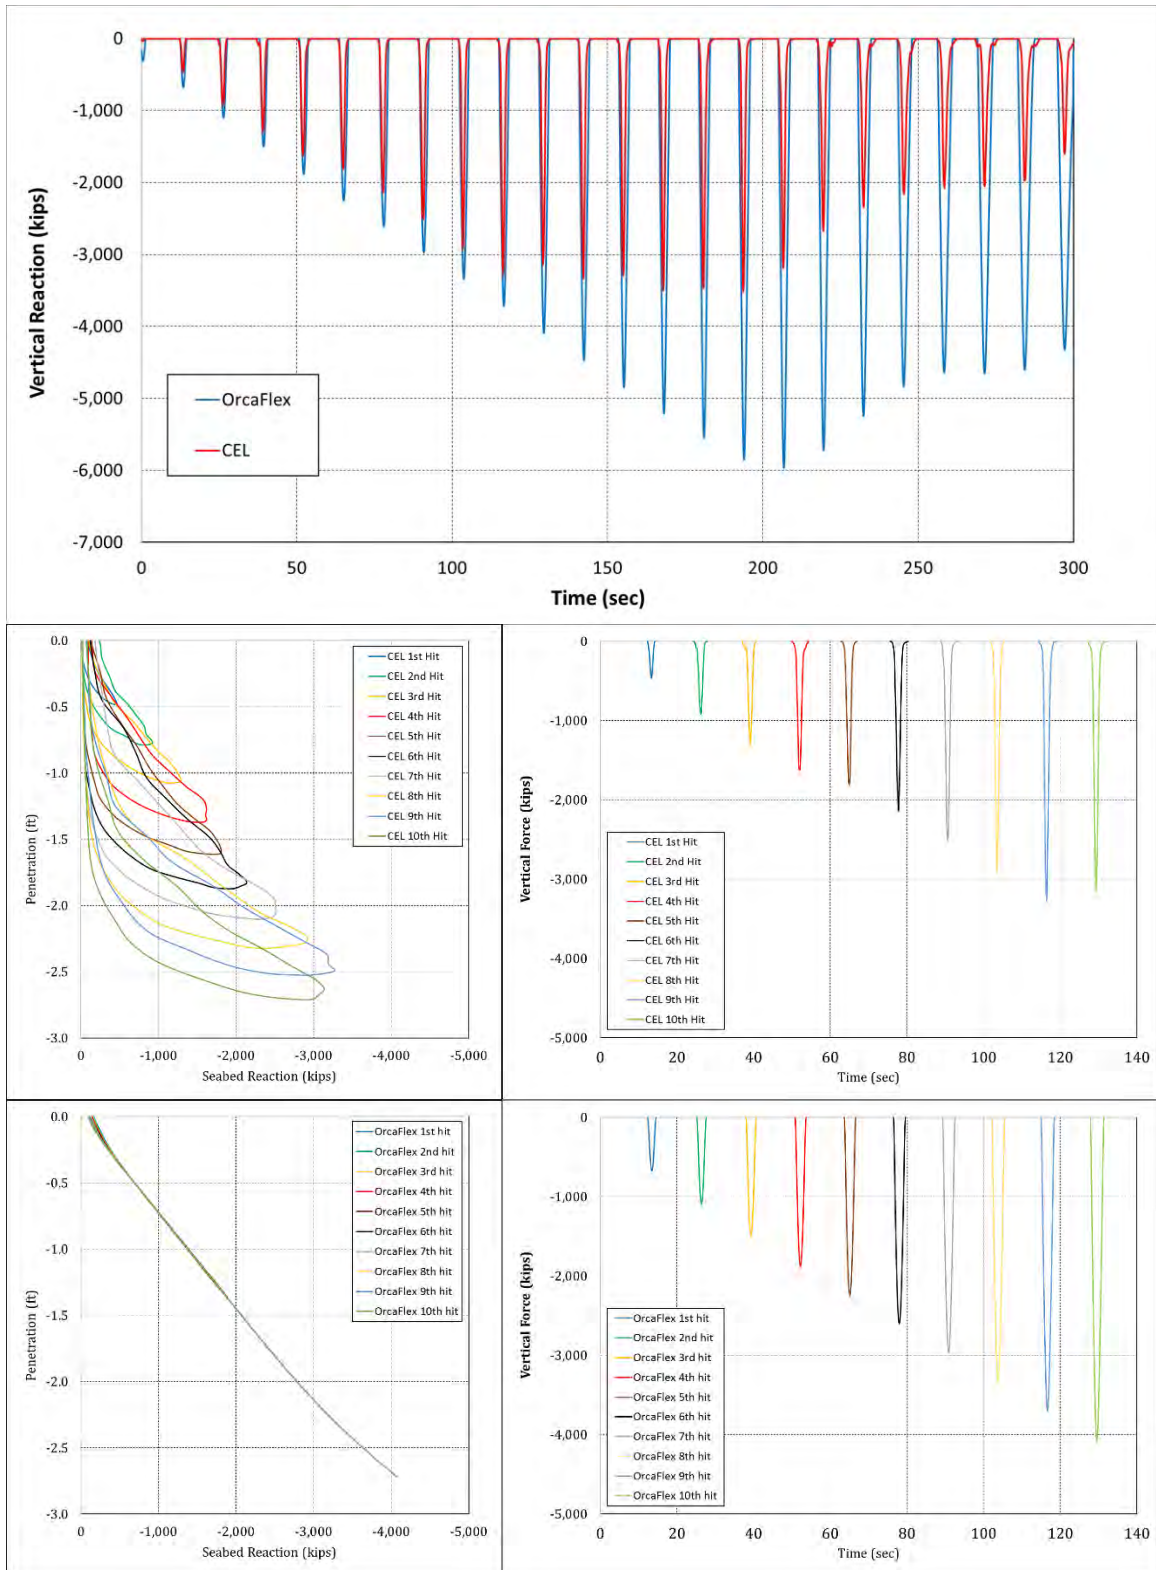 0
-1,000
-2,000
-3,000
-4,000
-5,000
-6,000
-7,000
Vertical Reaction (kips)
OrcaFlex
CEL
0 50 100 150 200 250 300
Time (sec)
0.0
-0.5
-1.0
-1.5
-2.0
-2.5
-3.0
Penetration (ft)
CEL 1st Hit
CEL 2nd Hit
CEL 3rd Hit
CEL 4th Hit
CEL 5th Hit
CEL 6th Hit
CEL 7th Hit
CEL 8th Hit
CEL 9th Hit
CEL 10th Hit
0 -1,000 -2,000 -3,000 -4,000 -5,000
Seabed Reaction (kips)
0
-1,000
-2,000
-3,000
-4,000
-5,000
Vertical Force (kips)
CEL 1st Hit
CEL 2nd Hit
CEL 3rd Hit
CEL 4th Hit
CEL 5th Hit
CEL 6th Hit
CEL 7th Hit
CEL 8th Hit
CEL 9th Hit
CEL 10th Hit
0 20 40 60 80 100 120 140
Time (sec)
0.0
-0.5
-1.0
-1.5
-2.0
-2.5
-3.0
Penetration (ft)
OrcaFlex 1st hit
OrcaFlex 2nd hit
OrcaFlex 3rd hit
OrcaFlex 4th hit
OrcaFlex 5th hit
OrcaFlex 6th hit
OrcaFlex 7th hit
OrcaFlex 8th hit
OrcaFlex 9th hit
OrcaFlex 10th hit
0 -1,000 -2,000 -3,000 -4,000 -5,000
Seabed Reaction (kips)
0
-1,000
-2,000
-3,000
-4,000
-5,000
Vertical Force (kips)
OrcaFlex 1st hit
OrcaFlex 2nd hit
OrcaFlex 3rd hit
OrcaFlex 4th hit
OrcaFlex 5th hit
OrcaFlex 6th hit
OrcaFlex 7th hit
OrcaFlex 8th hit
OrcaFlex 9th hit
OrcaFlex 10th hit
0 20 40 60 80 100 120 140
Time (sec)